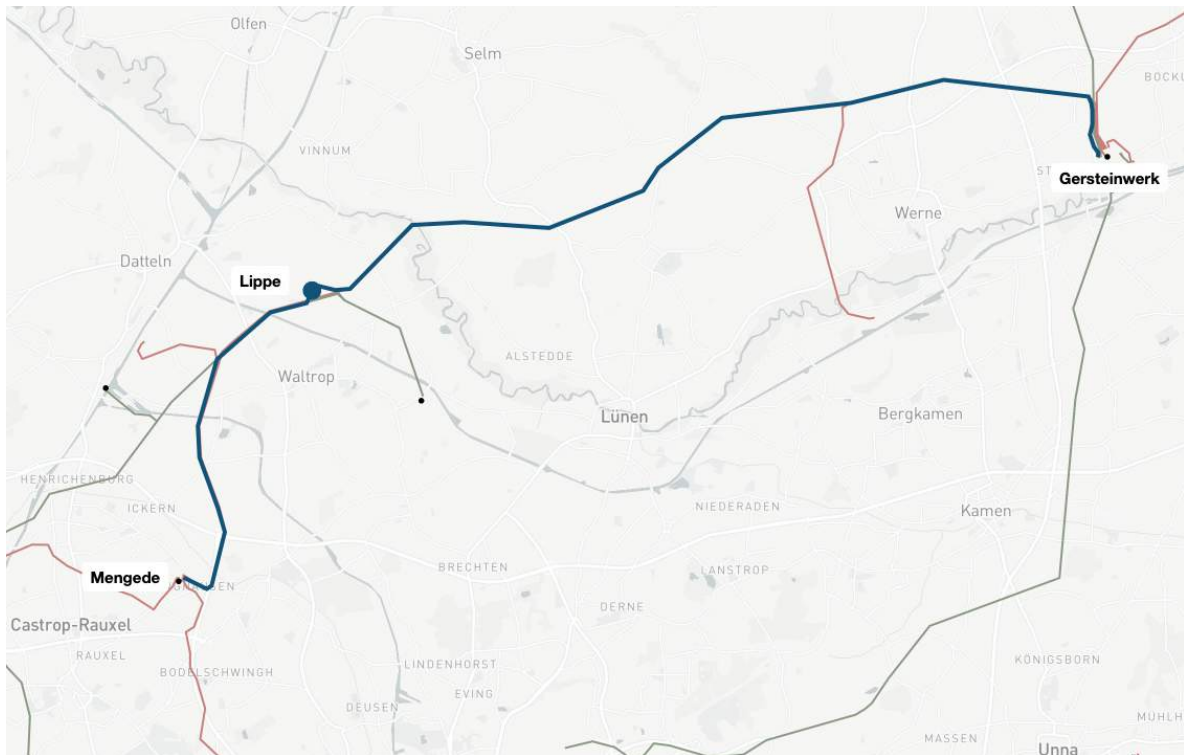 Olfen
Selm
BOCKU
VINNUM
ST
Gersteinwerk
Werne
Datteln
Lippe
ALSTEDDE
Waltrop
Lünen
Bergkamen
HENRICHENBURG
ICKERN
NIEDERADEN
Kamen
BRECHTEN
LANSTROP
Mengede
DERNE
Castrop-Rauxel
RAUXEL
BODELSCHWINGH
LINDENHORST
KÖNIGSBORN
EVING
DEUSEN
MÜHLH
MASSEN
Unna